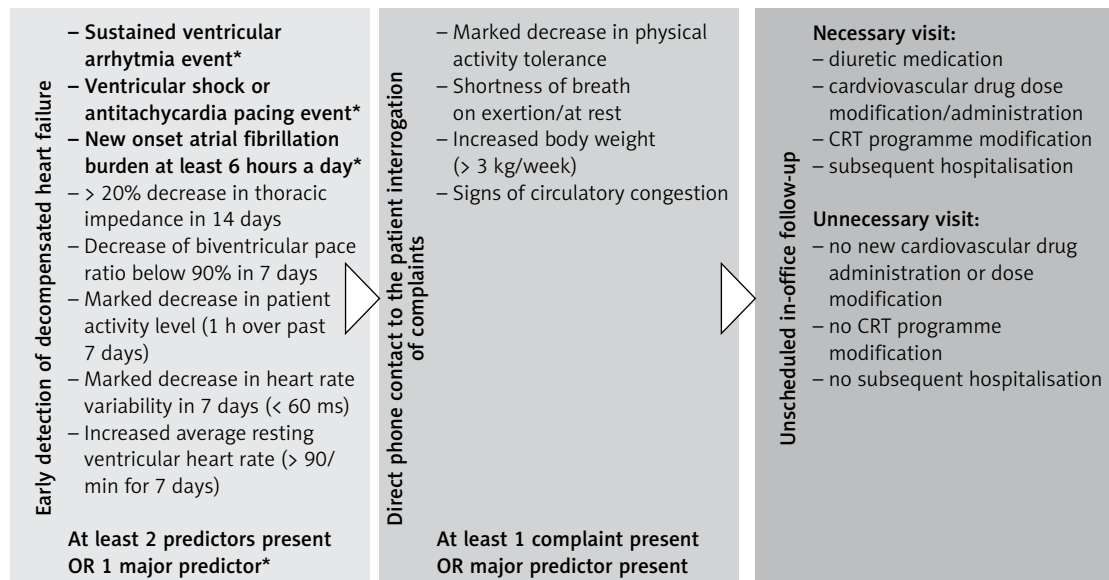 Early detection of decompensated heart failure
– Sustained ventricular
arrhytmia event*
– Ventricular shock or
antitachycardia pacing event*
– New onset atrial fibrillation
burden at least 6 hours a day*
– > 20% decrease in thoracic
impedance in 14 days
– Decrease of biventricular pace
ratio below 90% in 7 days
– Marked decrease in patient
activity level (1 h over past
7 days)
– Marked decrease in heart rate
variability in 7 days (< 60 ms)
– Increased average resting
ventricular heart rate (> 90/
min for 7 days)
At least 2 predictors present
OR 1 major predictor*
Direct phone contact to the patient interrogation
of complaints
– Marked decrease in physical
activity tolerance
– Shortness of breath
on exertion/at rest
– Increased body weight
(> 3 kg/week)
– Signs of circulatory congestion
At least 1 complaint present
OR major predictor present
Unscheduled in-office follow-up
Necessary visit:
– diuretic medication
– cardviovascular drug dose
modification/administration
– CRT programme modification
– subsequent hospitalisation
Unnecessary visit:
– no new cardiovascular drug
administration or dose
modification
– no CRT programme
modification
– no subsequent hospitalisation